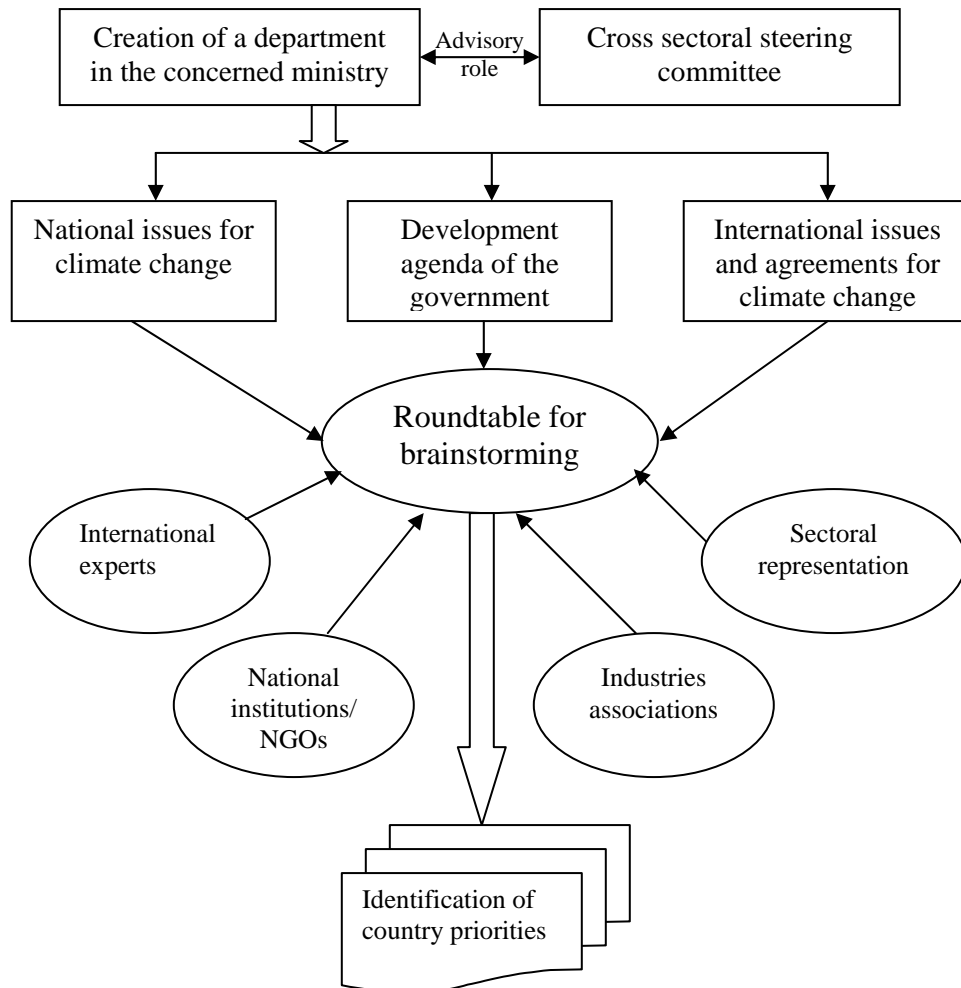 Creation of a department
in the concerned ministry
Advisory
role
Cross sectoral steering
committee
National issues for
climate change
Development
agenda of the
government
International issues
and agreements for
climate change
Roundtable for
brainstorming
International
experts
Sectoral
representation
National
institutions/
NGOs
Industries
associations
Identification of
country priorities